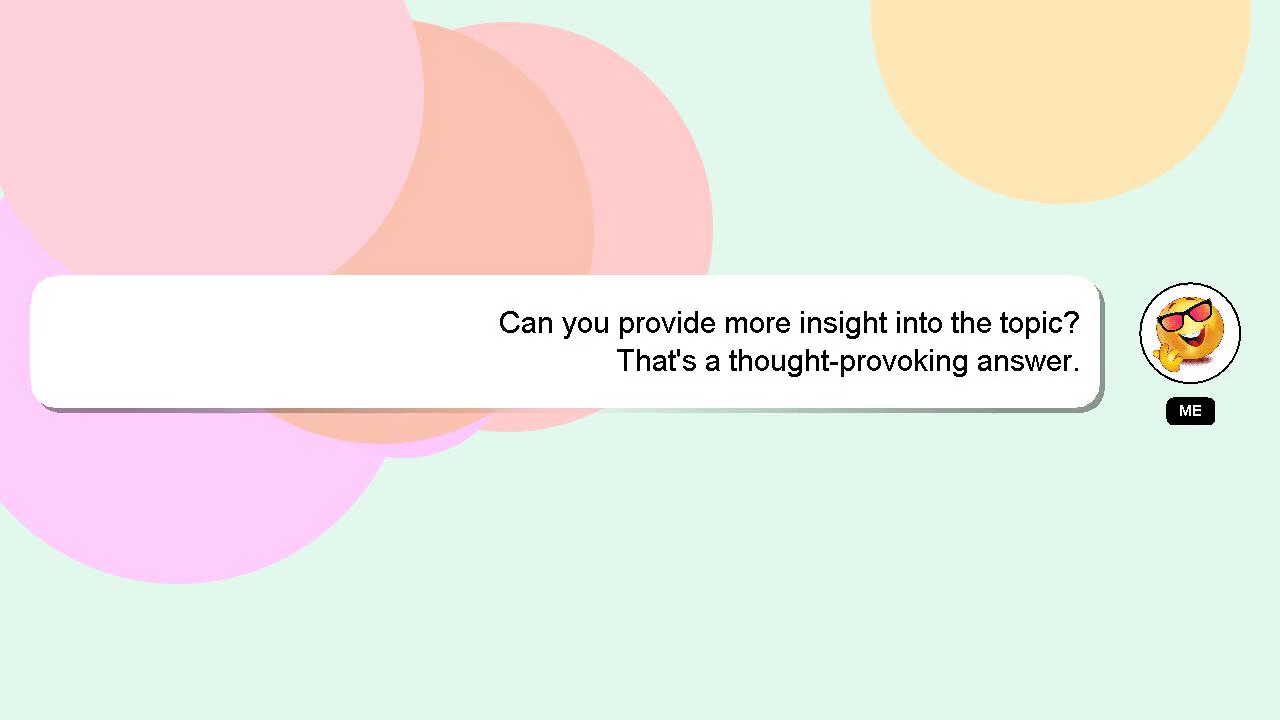 Can you provide more insight into the topic?
That's a thought-provoking answer.
ME